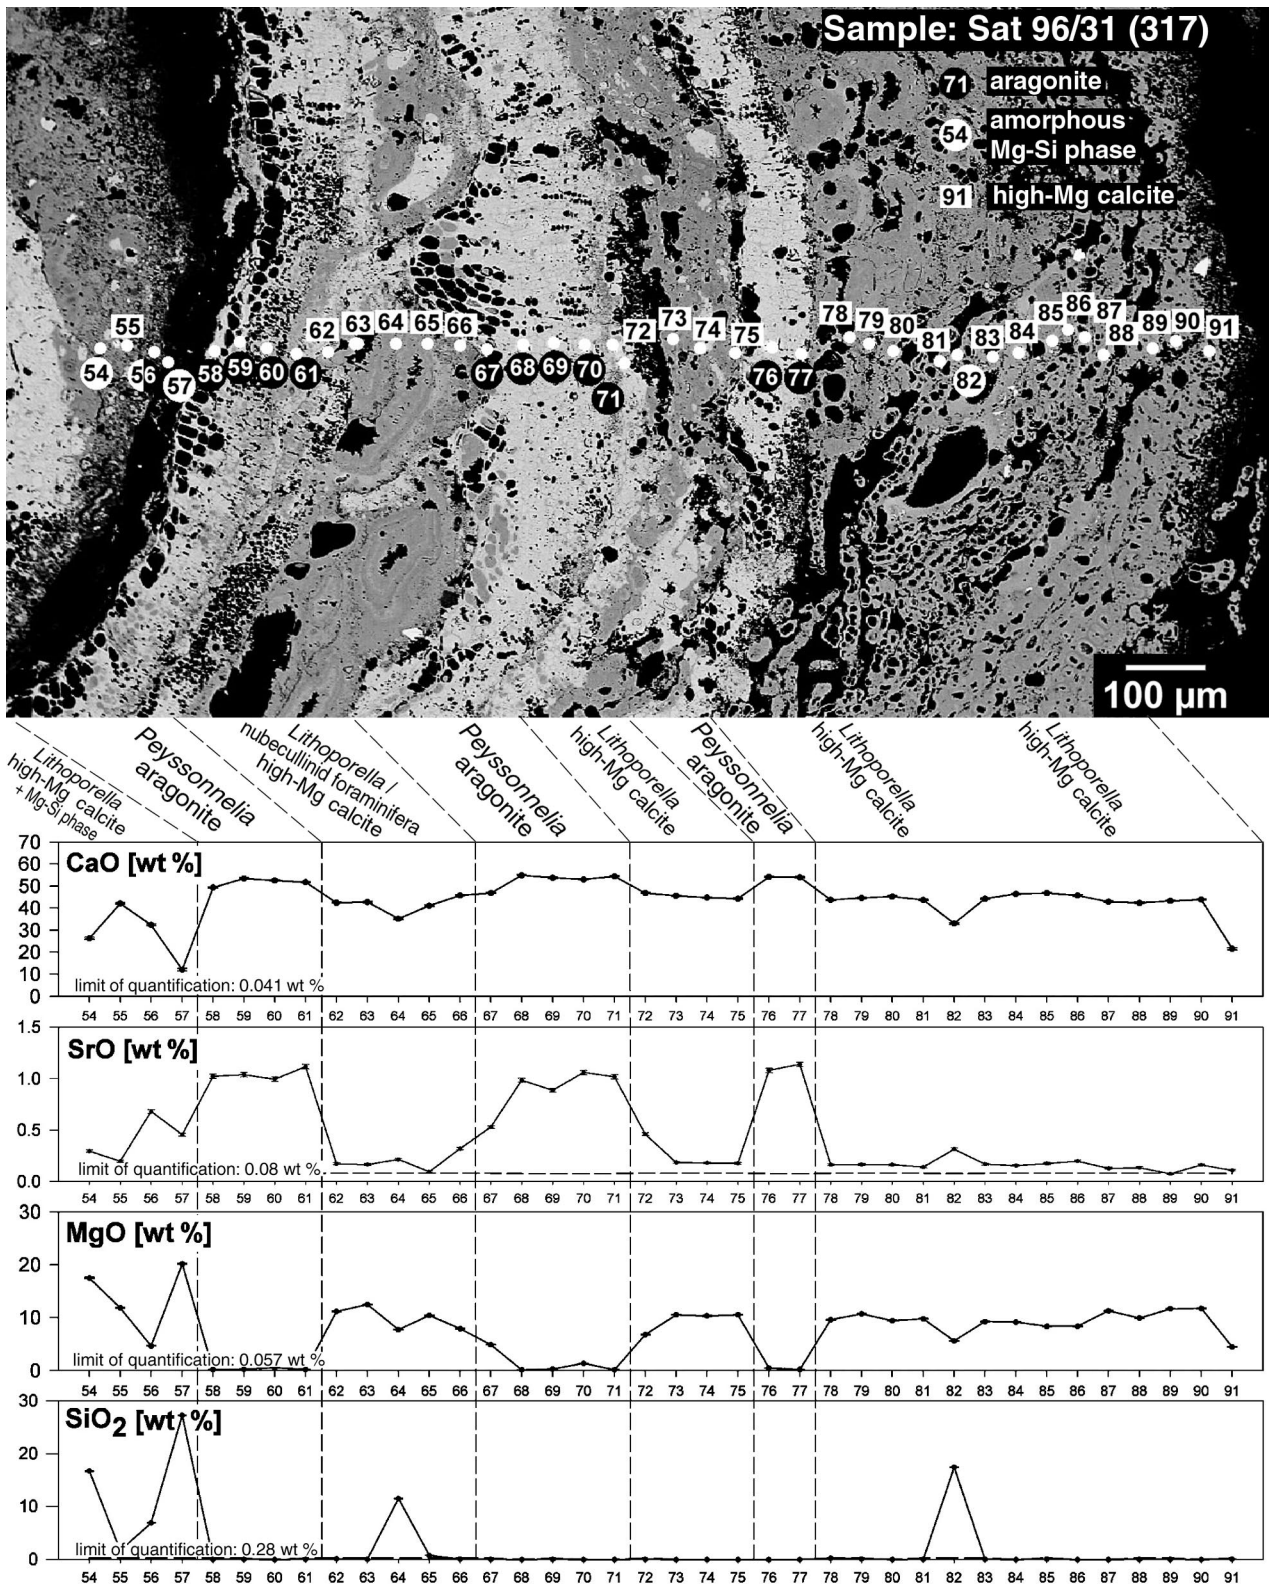 Sample: Sat 96/31 (317)
71 aragonite
54 amorphous
Mg-Si phase
91 high-Mg calcite
54 55 56 57 58 59 60 61 62 63 64 65 66 67 68 69 70 71 72 73 74 75 76 77 78 79 80 81 82 83 84 85 86 87 88 89 90 91
100 µm
Lithoporella
high-Mg calcite
+ Mg-Si phase
Peyssonnelia
aragonite
Lithoporella /
nubecullinid foraminifera
high-Mg calcite
Peyssonnelia
aragonite
Lithoporella
high-Mg calcite
Peyssonnelia
aragonite
Lithoporella
high-Mg calcite
Lithoporella
high-Mg calcite
CaO [wt %]
70
60
50
40
30
20
10
0
limit of quantification: 0.041 wt %
54 55 56 57 58 59 60 61 62 63 64 65 66 67 68 69 70 71 72 73 74 75 76 77 78 79 80 81 82 83 84 85 86 87 88 89 90 91
SrO [wt %]
1.5
1.0
0.5
0.0
limit of quantification: 0.08 wt %
54 55 56 57 58 59 60 61 62 63 64 65 66 67 68 69 70 71 72 73 74 75 76 77 78 79 80 81 82 83 84 85 86 87 88 89 90 91
MgO [wt %]
30
20
10
0
limit of quantification: 0.057 wt %
54 55 56 57 58 59 60 61 62 63 64 65 66 67 68 69 70 71 72 73 74 75 76 77 78 79 80 81 82 83 84 85 86 87 88 89 90 91
SiO2 [wt %]
30
20
10
0
limit of quantification: 0.28 wt %
54 55 56 57 58 59 60 61 62 63 64 65 66 67 68 69 70 71 72 73 74 75 76 77 78 79 80 81 82 83 84 85 86 87 88 89 90 91